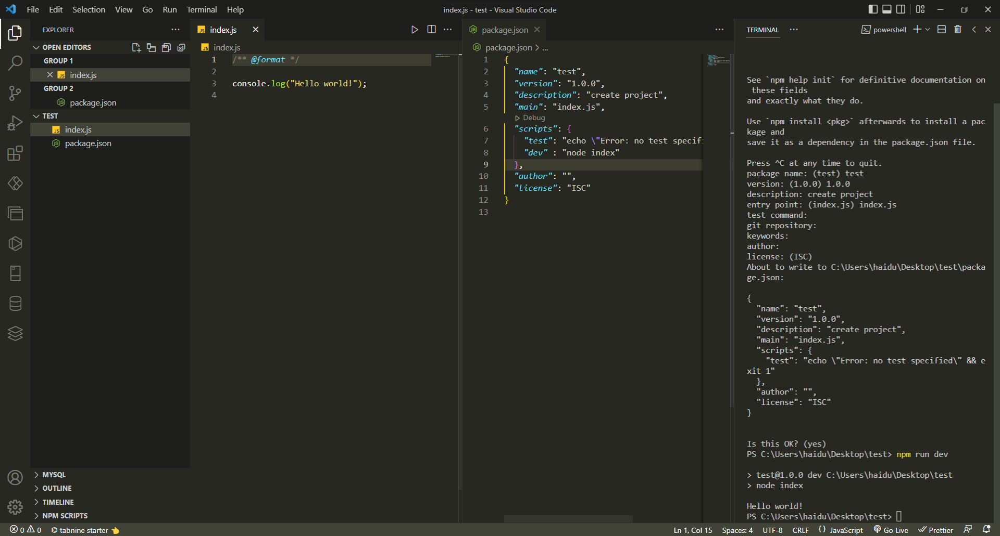 File Edit Selection View Go Run Terminal Help
index.js - test - Visual Studio Code
EXPLORER
OPEN EDITORS
GROUP 1
index.js
GROUP 2
package.json
TEST
index.js
package.json
MYSQL
OUTLINE
TIMELINE
NPM SCRIPTS
index.js
index.js
1 /** @format */
2
3 console.log("Hello world!");
4
package.json
package.json > ...
1 {
2 "name": "test",
3 "version": "1.0.0",
4 "description": "create project",
5 "main": "index.js",
Debug
6 "scripts": {
7 "test": "echo \"Error: no test specifi
8 "dev" : "node index"
9 },
10 "author": "",
11 "license": "ISC"
12 }
13
TERMINAL
powershell
See `npm help init` for definitive documentation on
these fields
and exactly what they do.
Use `npm install <pkg>` afterwards to install a pac
kage and
save it as a dependency in the package.json file.
Press ^C at any time to quit.
package name: (test) test
version: (1.0.0) 1.0.0
description: create project
entry point: (index.js) index.js
test command:
git repository:
keywords:
author:
license: (ISC)
About to write to C:\Users\haidu\Desktop\test\packa
ge.json:
{
"name": "test",
"version": "1.0.0",
"description": "create project",
"main": "index.js",
"scripts": {
"test": "echo \"Error: no test specified\" && e
xit 1"
},
"author": "",
"license": "ISC"
}
Is this OK? (yes)
PS C:\Users\haidu\Desktop\test> npm run dev
> test@1.0.0 dev C:\Users\haidu\Desktop\test
> node index
Hello world!
PS C:\Users\haidu\Desktop\test>
0 0 tabnine starter
Ln 1, Col 15 Spaces: 4 UTF-8 CRLF {} JavaScript Go Live Prettier